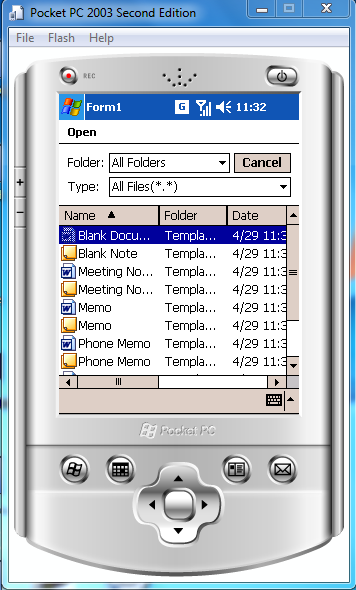 Pocket PC 2003 Second Edition
File Flash Help
REC
Form1 G 11:32
Open
Folder: All Folders Cancel
Type: All Files(*.*)
Name Folder Date
Blank Docu... Templa... 4/29 11:3
Blank Note Templa... 4/29 11:3
Meeting No... Templa... 4/29 11:3
Meeting No... Templa... 4/29 11:3
Memo Templa... 4/29 11:3
Memo Templa... 4/29 11:3
Phone Memo Templa... 4/29 11:3
Phone Memo Templa... 4/29 11:3
Pocket PC